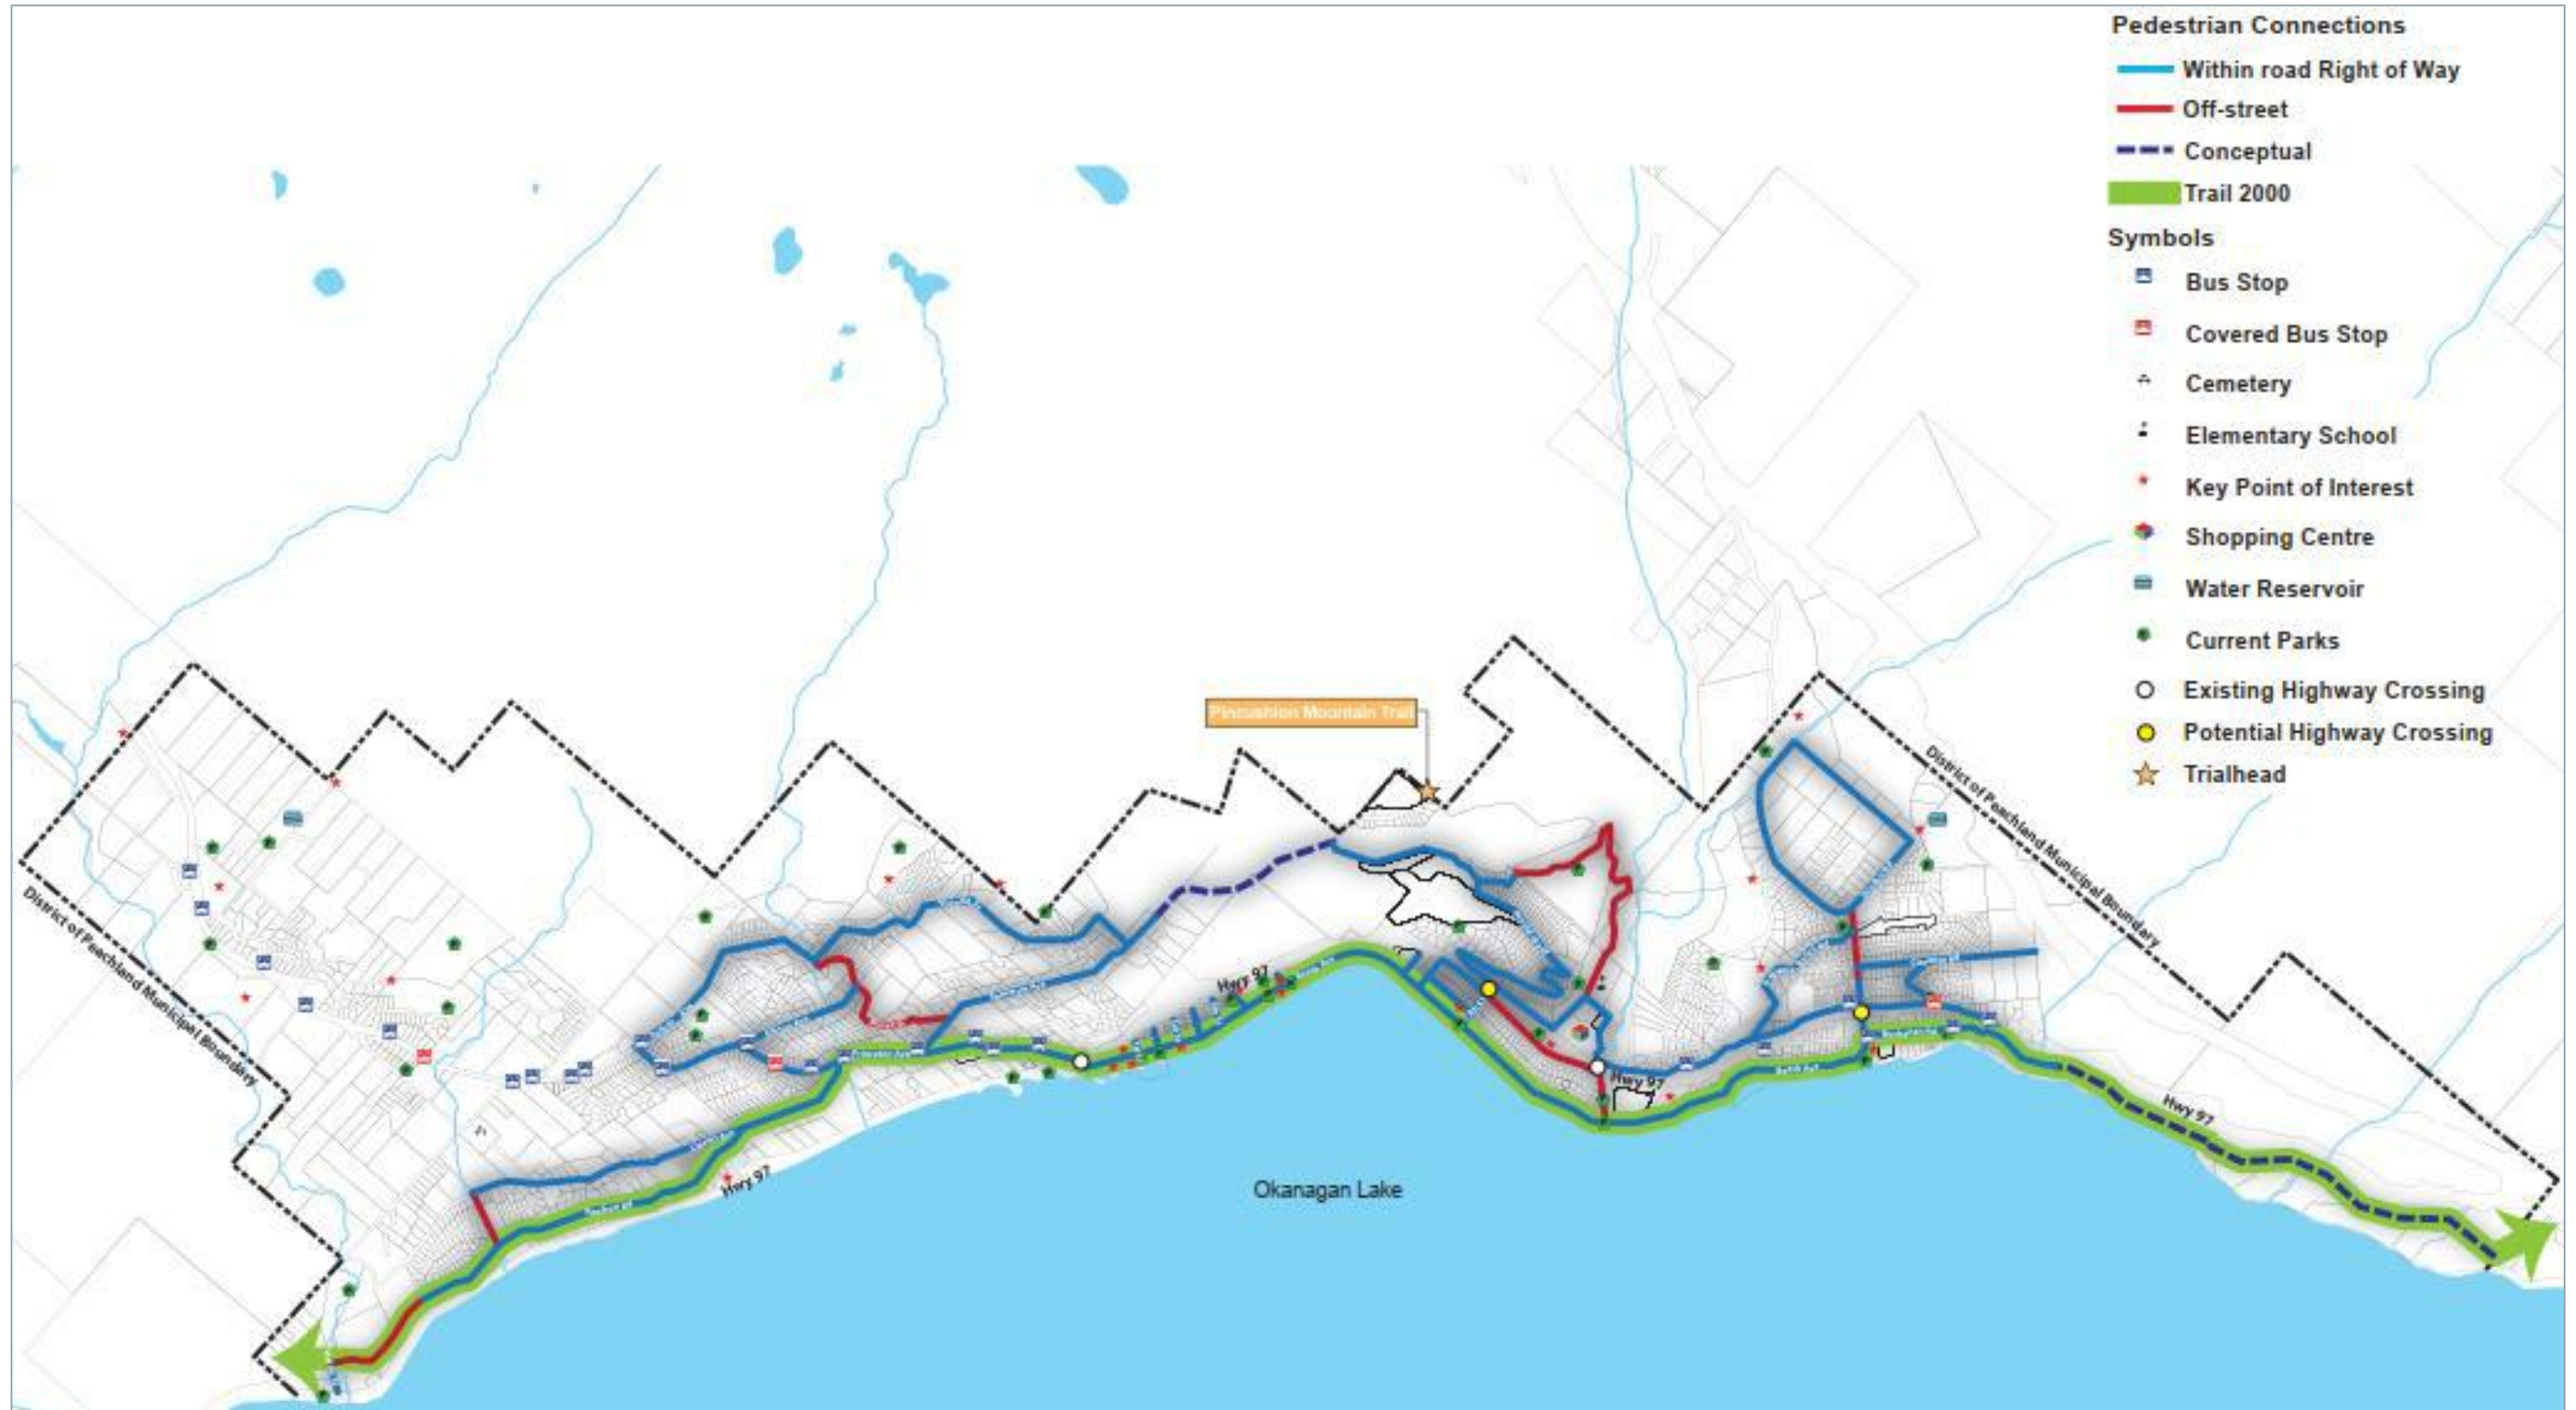 Pedestrian Connections
Within road Right of Way
Off-street
Conceptual
Trail 2000
Symbols
Bus Stop
Covered Bus Stop
Cemetery
Elementary School
Key Point of Interest
Shopping Centre
Water Reservoir
Current Parks
Existing Highway Crossing
Potential Highway Crossing
Trialhead
Pincushion Mountain Trail
District of Peachland Municipal Boundary
District of Peachland Municipal Boundary
Hwy 97
Hwy 97
Hwy 97
Hwy 97
Princeton Ave
Okanagan Lake